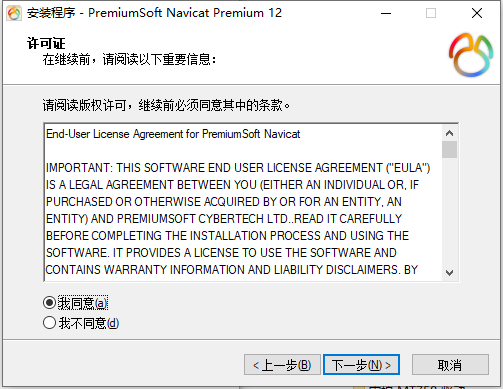 安装程序 - PremiumSoft Navicat Premium 12
许可证
在继续前，请阅读以下重要信息：
请阅读版权许可，继续前必须同意其中的条款。
End-User License Agreement for PremiumSoft Navicat
IMPORTANT: THIS SOFTWARE END USER LICENSE AGREEMENT ("EULA")
IS A LEGAL AGREEMENT BETWEEN YOU (EITHER AN INDIVIDUAL OR, IF
PURCHASED OR OTHERWISE ACQUIRED BY OR FOR AN ENTITY, AN
ENTITY) AND PREMIUMSOFT CYBERTECH LTD..READ IT CAREFULLY
BEFORE COMPLETING THE INSTALLATION PROCESS AND USING THE
SOFTWARE. IT PROVIDES A LICENSE TO USE THE SOFTWARE AND
CONTAINS WARRANTY INFORMATION AND LIABILITY DISCLAIMERS. BY
我同意(a)
我不同意(d)
< 上一步(B)
下一步(N) >
取消